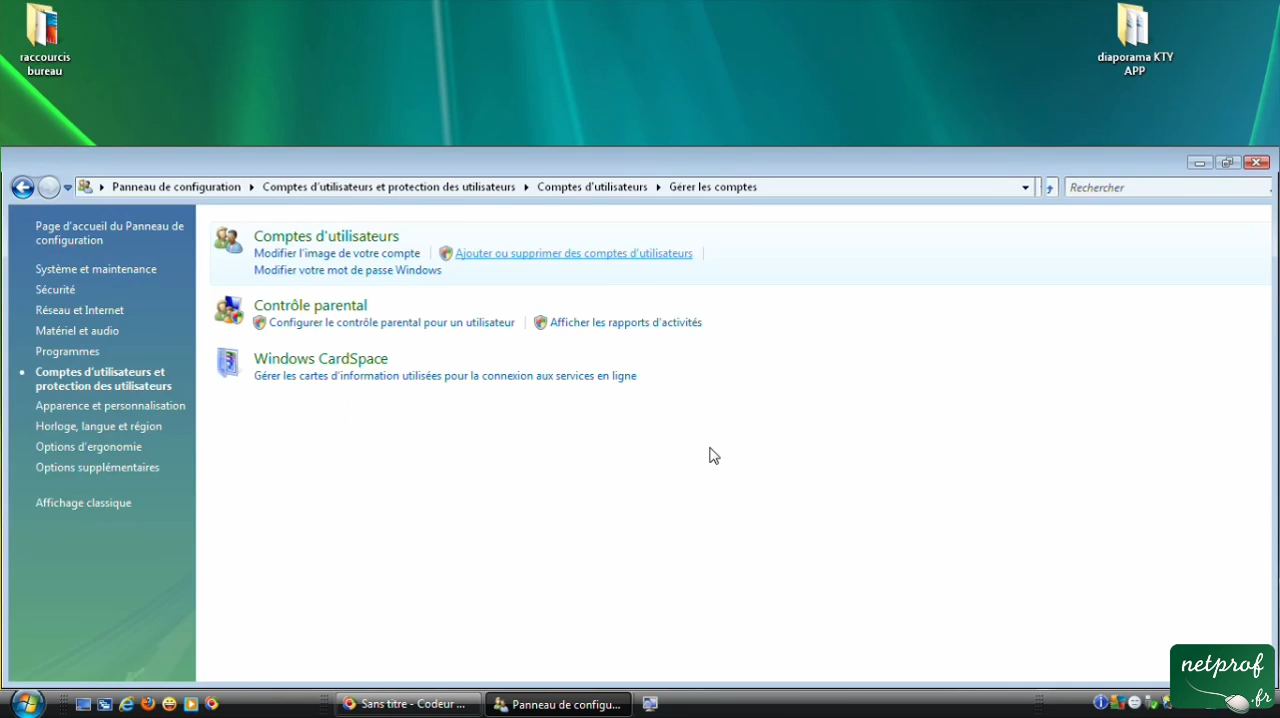 raccourcis
bureau
diaporama KTY
APP
Panneau de configuration
Comptes d'utilisateurs et protection des utilisateurs
Comptes d'utilisateurs
Gérer les comptes
Rechercher
Page d'accueil du Panneau de
configuration
Système et maintenance
Sécurité
Réseau et Internet
Matériel et audio
Programmes
Comptes d'utilisateurs et
protection des utilisateurs
Apparence et personnalisation
Horloge, langue et région
Options d'ergonomie
Options supplémentaires
Affichage classique
Comptes d'utilisateurs
Modifier l'image de votre compte
Ajouter ou supprimer des comptes d'utilisateurs
Modifier votre mot de passe Windows
Contrôle parental
Configurer le contrôle parental pour un utilisateur
Afficher les rapports d'activités
Windows CardSpace
Gérer les cartes d'information utilisées pour la connexion aux services en ligne
Sans titre - Codeur ...
Panneau de configu...
netprof
.fr